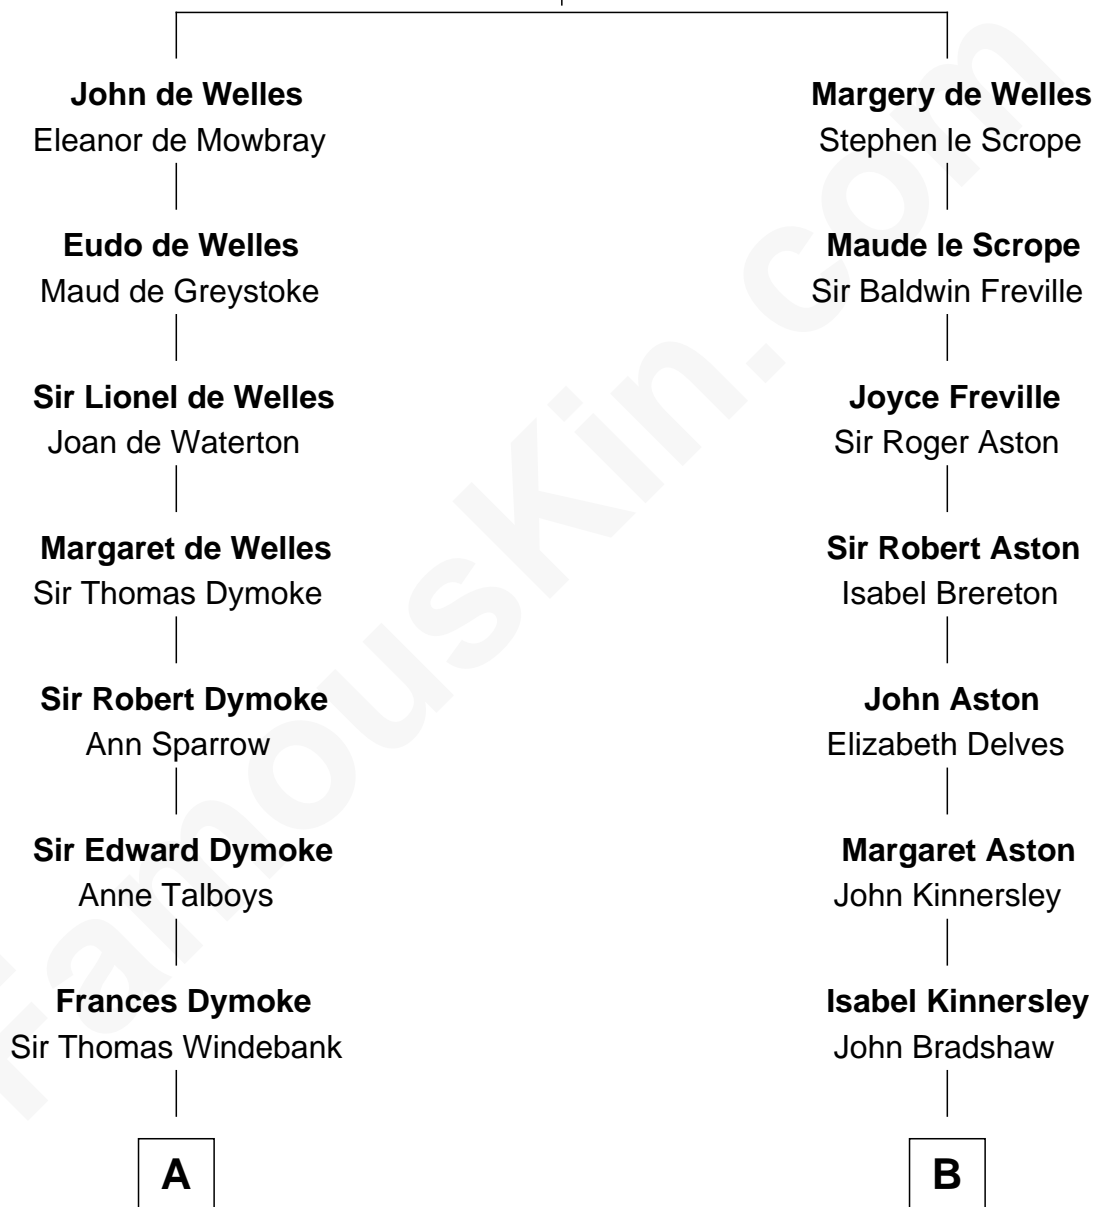 John de Welles
Eleanor de Mowbray
Eudo de Welles
Maud de Greystoke
Sir Lionel de Welles
Joan de Waterton
Margaret de Welles
Sir Thomas Dymoke
Sir Robert Dymoke
Ann Sparrow
Sir Edward Dymoke
Anne Talboys
Frances Dymoke
Sir Thomas Windebank
A
Margery de Welles
Stephen le Scrope
Maude le Scrope
Sir Baldwin Freville
Joyce Freville
Sir Roger Aston
Sir Robert Aston
Isabel Brereton
John Aston
Elizabeth Delves
Margaret Aston
John Kinnersley
Isabel Kinnersley
John Bradshaw
B
FamousKin.com